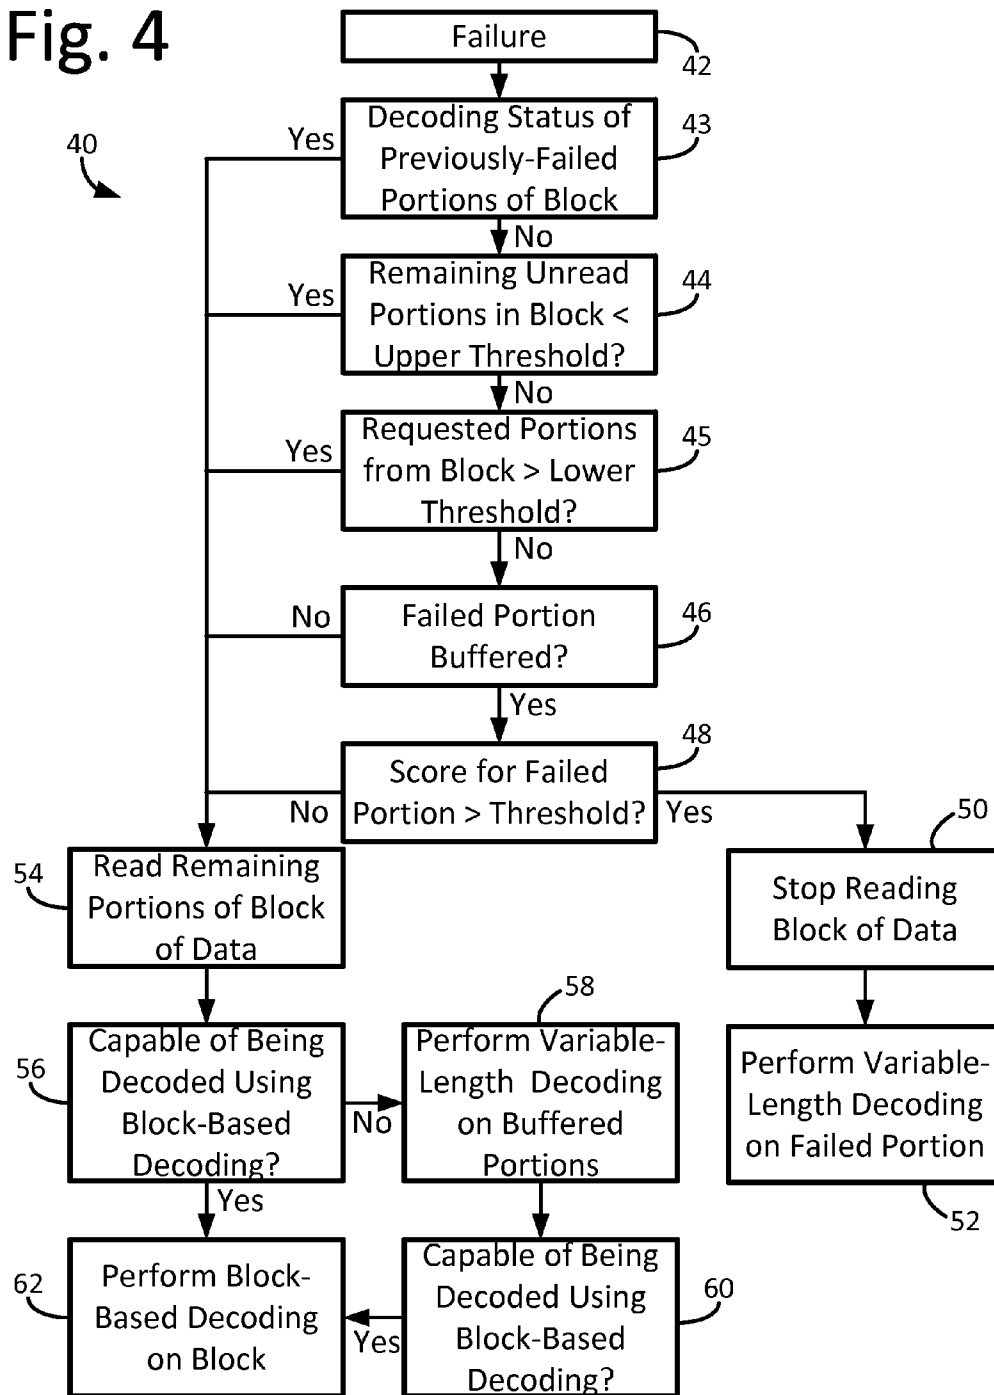 Fig. 4
Failure
42
40
Decoding Status of
Previously-Failed
Portions of Block
43
Yes
No
Remaining Unread
Portions in Block <
Upper Threshold?
44
Yes
No
Requested Portions
from Block > Lower
Threshold?
45
Yes
No
Failed Portion
Buffered?
46
No
Yes
Score for Failed
Portion > Threshold?
48
No
Yes
50
Stop Reading
Block of Data
54
Read Remaining
Portions of Block
of Data
56
Capable of Being
Decoded Using
Block-Based
Decoding?
No
Yes
58
Perform Variable-
Length Decoding
on Buffered
Portions
Perform Variable-
Length Decoding
on Failed Portion
52
62
Perform Block-
Based Decoding
on Block
Yes
Capable of Being
Decoded Using
Block-Based
Decoding?
60